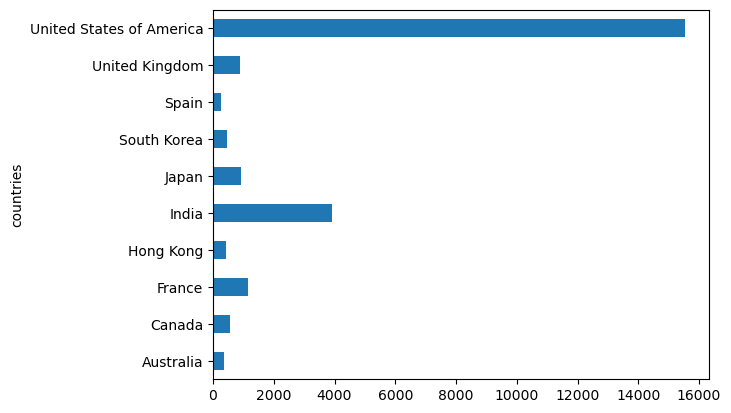 United States of America
United Kingdom
Spain
South Korea
Japan
India
Hong Kong
France
Canada
Australia
countries
0 2000 4000 6000 8000 10000 12000 14000 16000